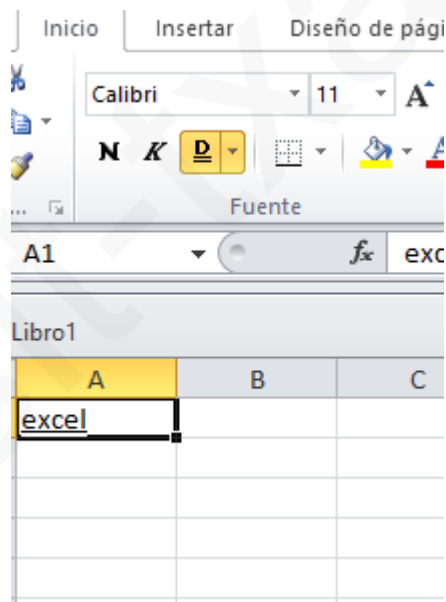 Inicio Insertar Diseño de pági
Calibri 11 A
N K D A
... Fuente
A1 fx exc
Libro1
A B C
excel